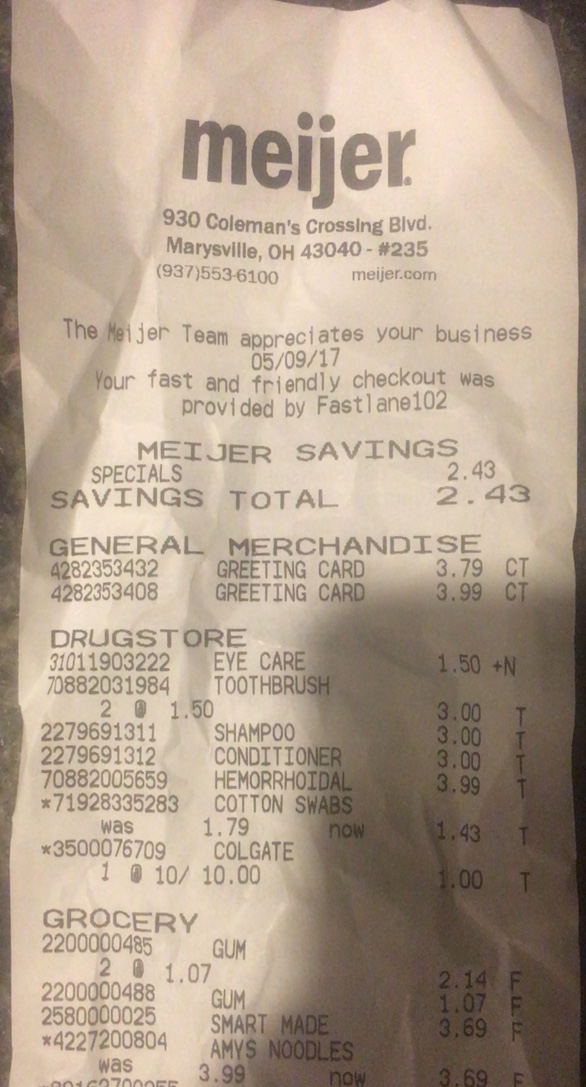 meijer
930 Coleman's Crossing Blvd.
Marysville, OH 43040 - #235
(937)553-6100 meijer.com
The Meijer Team appreciates your business
05/09/17
Your fast and friendly checkout was
provided by Fastlane102
MEIJER SAVINGS
SPECIALS 2.43
SAVINGS TOTAL 2.43
GENERAL MERCHANDISE
4282353432 GREETING CARD 3.79 CT
4282353408 GREETING CARD 3.99 CT
DRUGSTORE
31011903222 EYE CARE 1.50 +N
70882031984 TOOTHBRUSH
2 @ 1.50 3.00 T
2279691311 SHAMPOO 3.00 T
2279691312 CONDITIONER 3.00 T
70882005659 HEMORRHOIDAL 3.99 T
*71928335283 COTTON SWABS
was 1.79 now 1.43 T
*3500076709 COLGATE
1 @ 10/ 10.00 1.00 T
GROCERY
2200000485 GUM
2 @ 1.07 2.14 F
2200000488 GUM 1.07 F
2580000025 SMART MADE 3.69 F
*4227200804 AMYS NOODLES
was 3.99 now 3.69 F